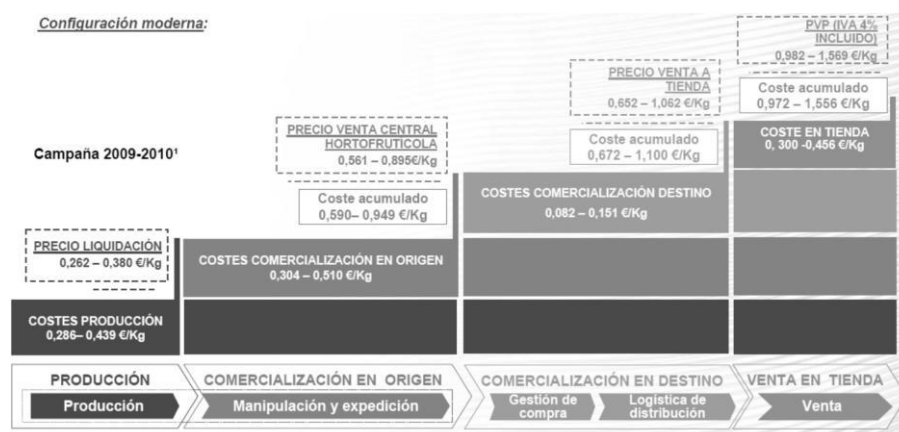 Configuración moderna:
PVP (IVA 4%
INCLUIDO)
0,982 – 1,569 €/Kg
Coste acumulado
0,972 – 1,556 €/Kg
COSTE EN TIENDA
0, 300 -0,456 €/Kg
PRECIO VENTA A
TIENDA
0,652 – 1,062 €/Kg
Coste acumulado
0,672 – 1,100 €/Kg
COSTES COMERCIALIZACIÓN DESTINO
0,082 – 0,151 €/Kg
PRECIO VENTA CENTRAL
HORTOFRUTÍCOLA
0,561 – 0,895€/Kg
Coste acumulado
0,590– 0,949 €/Kg
Campaña 2009-2010¹
COSTES COMERCIALIZACIÓN EN ORIGEN
0,304 – 0,510 €/Kg
PRECIO LIQUIDACIÓN
0,262 – 0,380 €/Kg
COSTES PRODUCCIÓN
0,286– 0,439 €/Kg
PRODUCCIÓN
Producción
COMERCIALIZACIÓN EN ORIGEN
Manipulación y expedición
COMERCIALIZACIÓN EN DESTINO
Gestión de
compra
Logística de
distribución
VENTA EN TIENDA
Venta